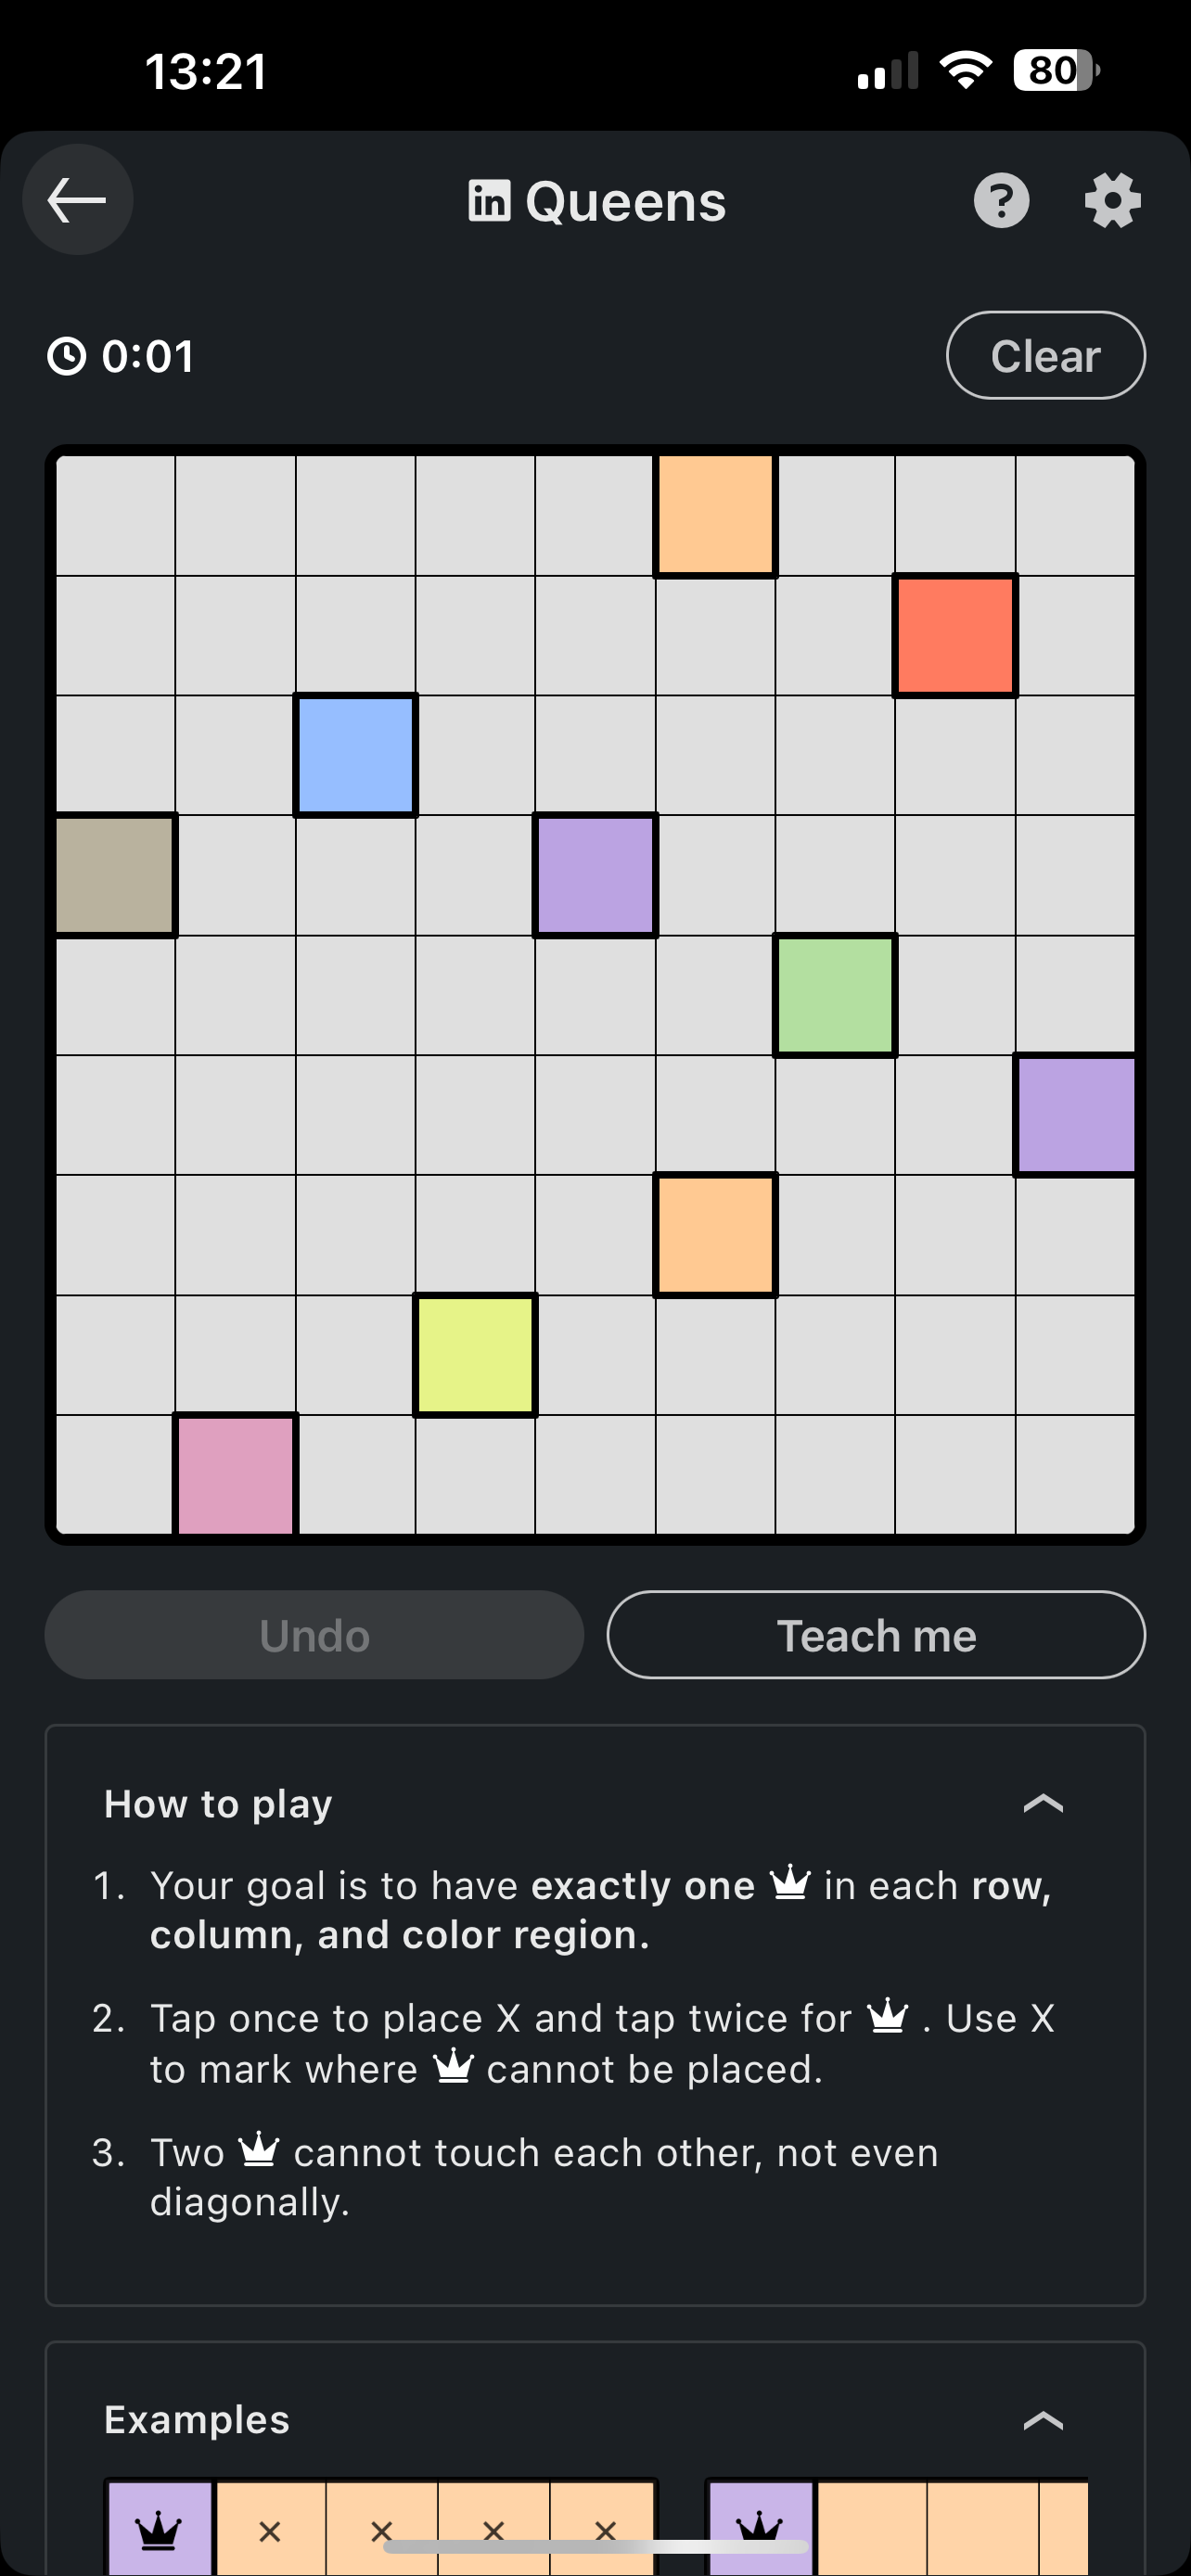 13:21
80
in Queens
?
0:01
Clear
Undo
Teach me
How to play
1. Your goal is to have exactly one in each row,
column, and color region.
2. Tap once to place X and tap twice for . Use X
to mark where cannot be placed.
3. Two cannot touch each other, not even
diagonally.
Examples